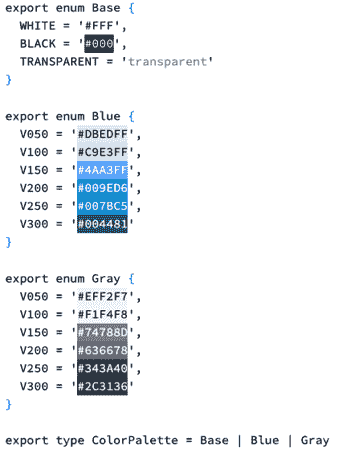 export enum Base {
  WHITE = '#FFF',
  BLACK = '#000',
  TRANSPARENT = 'transparent'
}

export enum Blue {
  V050 = '#DBEDFF',
  V100 = '#C9E3FF',
  V150 = '#4AA3FF',
  V200 = '#009ED6',
  V250 = '#007BC5',
  V300 = '#004481'
}

export enum Gray {
  V050 = '#EFF2F7',
  V100 = '#F1F4F8',
  V150 = '#74788D',
  V200 = '#636678',
  V250 = '#343A40',
  V300 = '#2C3136'
}

export type ColorPalette = Base | Blue | Gray